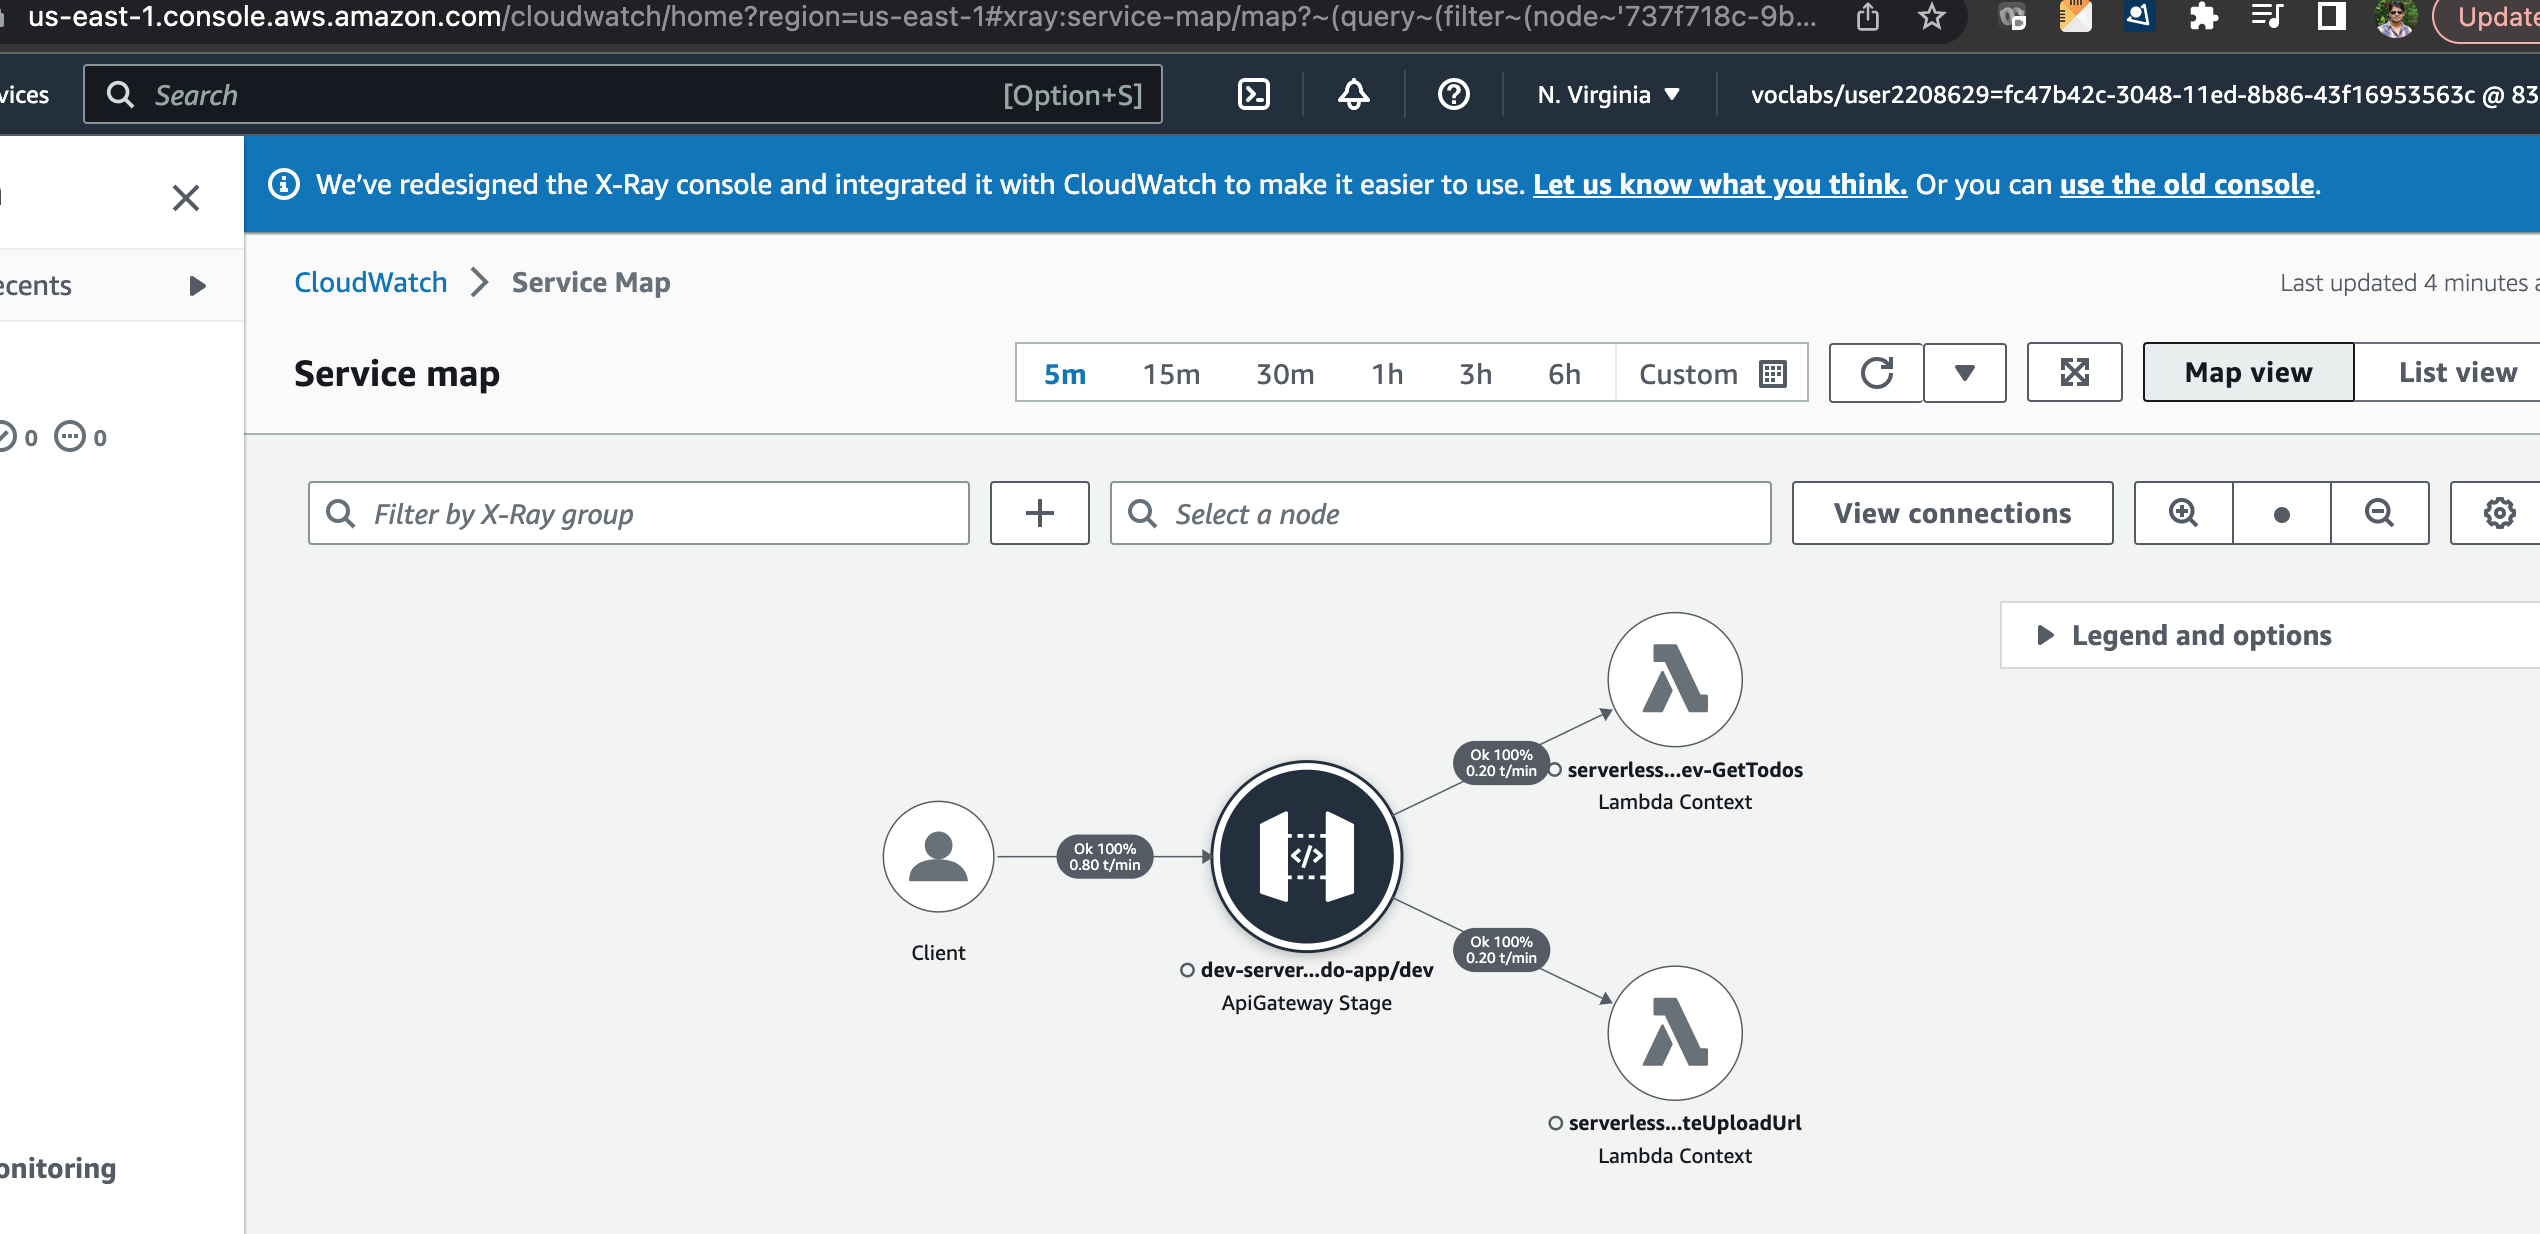 us-east-1.console.aws.amazon.com/cloudwatch/home?region=us-east-1#xray:service-map/map?~(query~(filter~(node~'737f718c-9b...
Update
vices
Search
[Option+S]
N. Virginia
voclabs/user2208629=fc47b42c-3048-11ed-8b86-43f16953563c @ 83
We've redesigned the X-Ray console and integrated it with CloudWatch to make it easier to use. Let us know what you think. Or you can use the old console.
ecents
CloudWatch > Service Map
Last updated 4 minutes a
Service map
5m 15m 30m 1h 3h 6h Custom
Map view
List view
0 0
Filter by X-Ray group
Select a node
View connections
Legend and options
Ok 100%
0.20 t/min
serverless...ev-GetTodos
Lambda Context
Ok 100%
0.80 t/min
</>
Client
Ok 100%
0.20 t/min
dev-server...do-app/dev
ApiGateway Stage
serverless...teUploadUrl
Lambda Context
onitoring